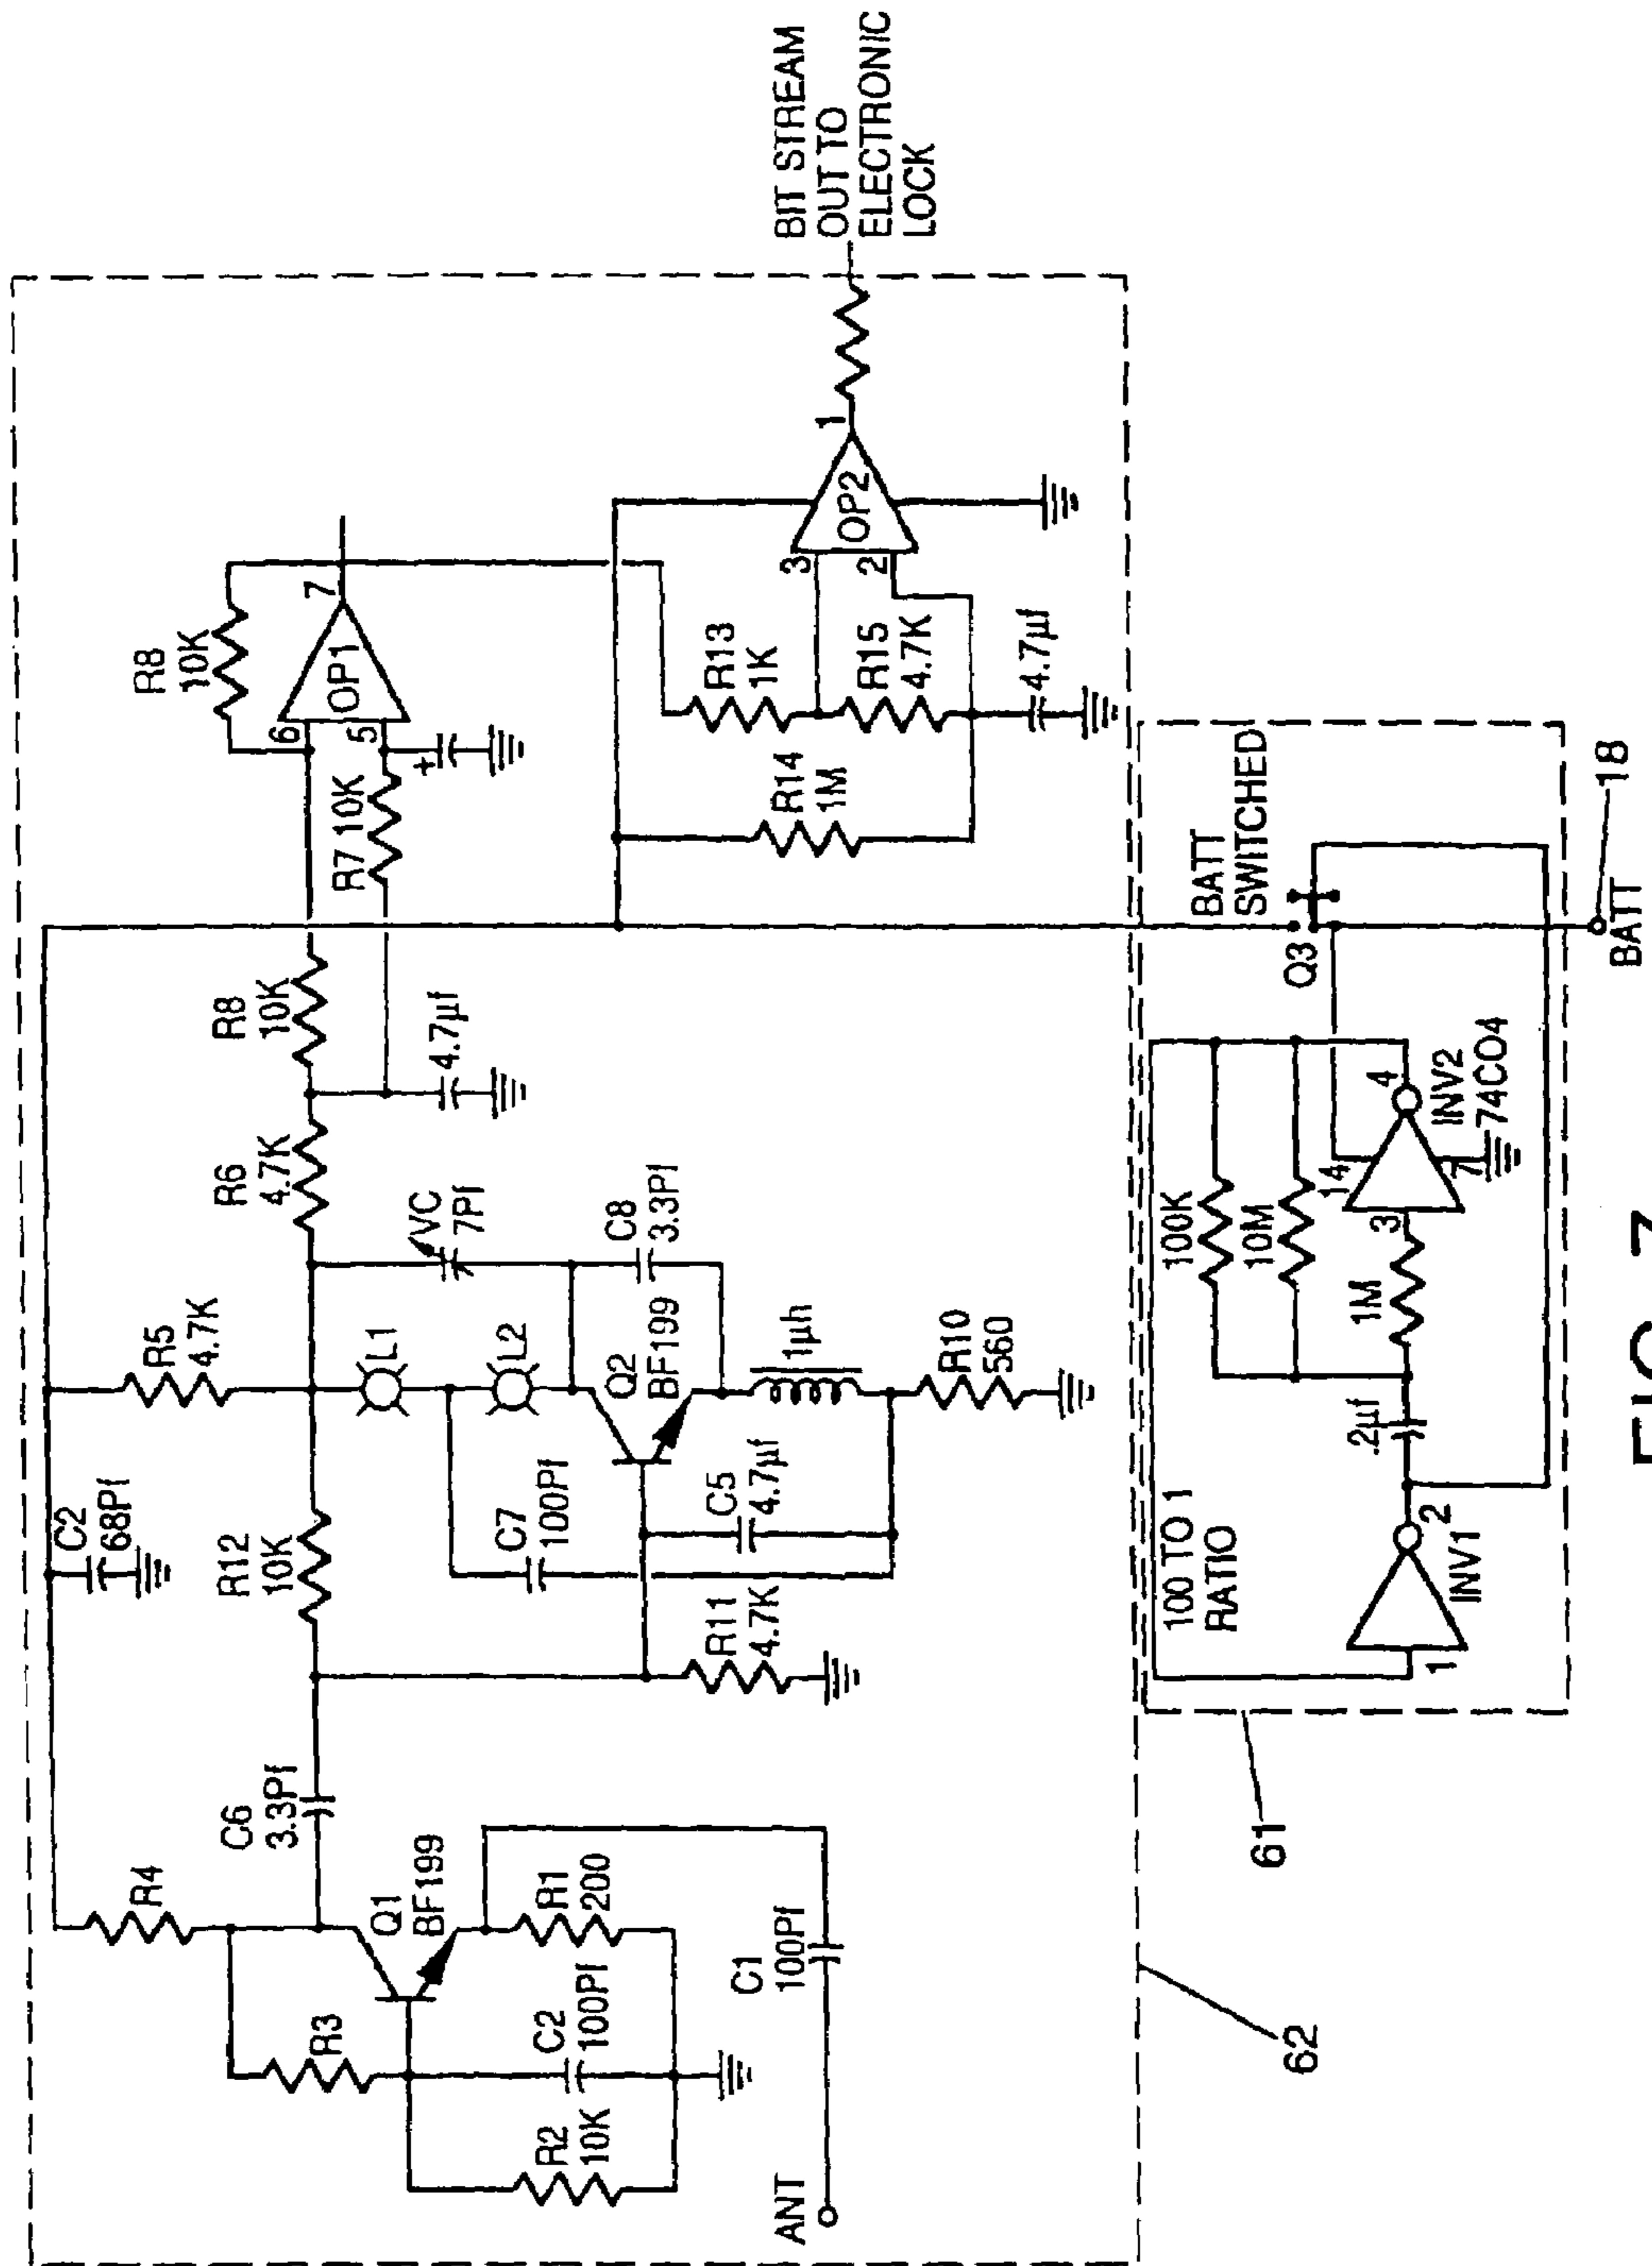 R4
R3
R2
10K
C2
100Pf
Q1
BF199
R1
200
C1
100Pf
ANT
C6
3.3Pf
C2
68Pf
R12
10K
R11
4.7K
C7
100Pf
C5
4.7µf
R5
4.7K
L1
L2
Q2
BF199
1µh
R10
560
VC
7Pf
C8
3.3Pf
R6
4.7K
R8
10K
4.7µf
R7 10K
R8
10K
6
5
OP1
7
+
R13
1K
R15
4.7K
R14
1M
4.7µf
3
2
OP2
1
BIT STREAM
OUT TO
ELECTRONIC
LOCK
62
61
100 TO 1
RATIO
1
INV1
2
.2µf
100K
10M
1M
3
14
7
4
INV2
74CO4
Q3
BATT
SWITCHED
BATT
18